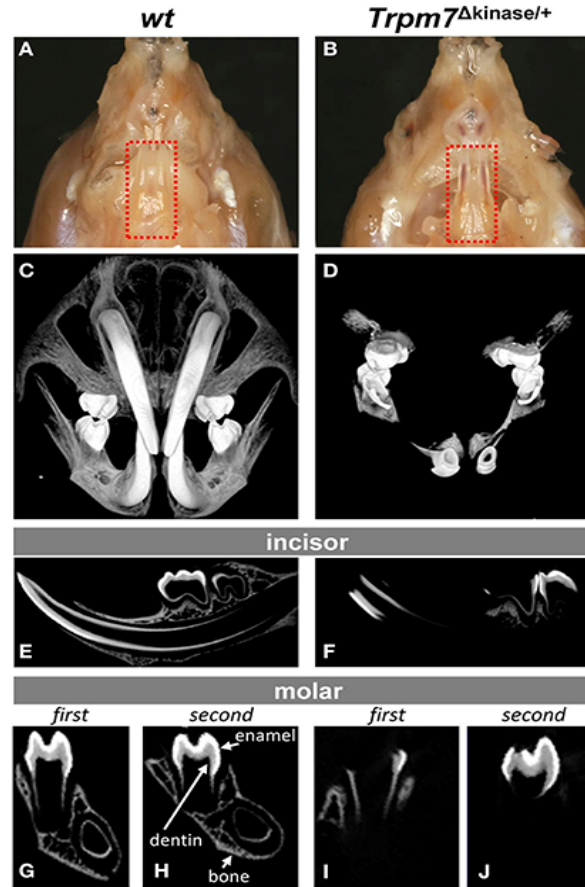 wt Trpm7Δkinase/+
A B
C D
incisor
E F
molar
first second first second
enamel
dentin
bone
G H I J